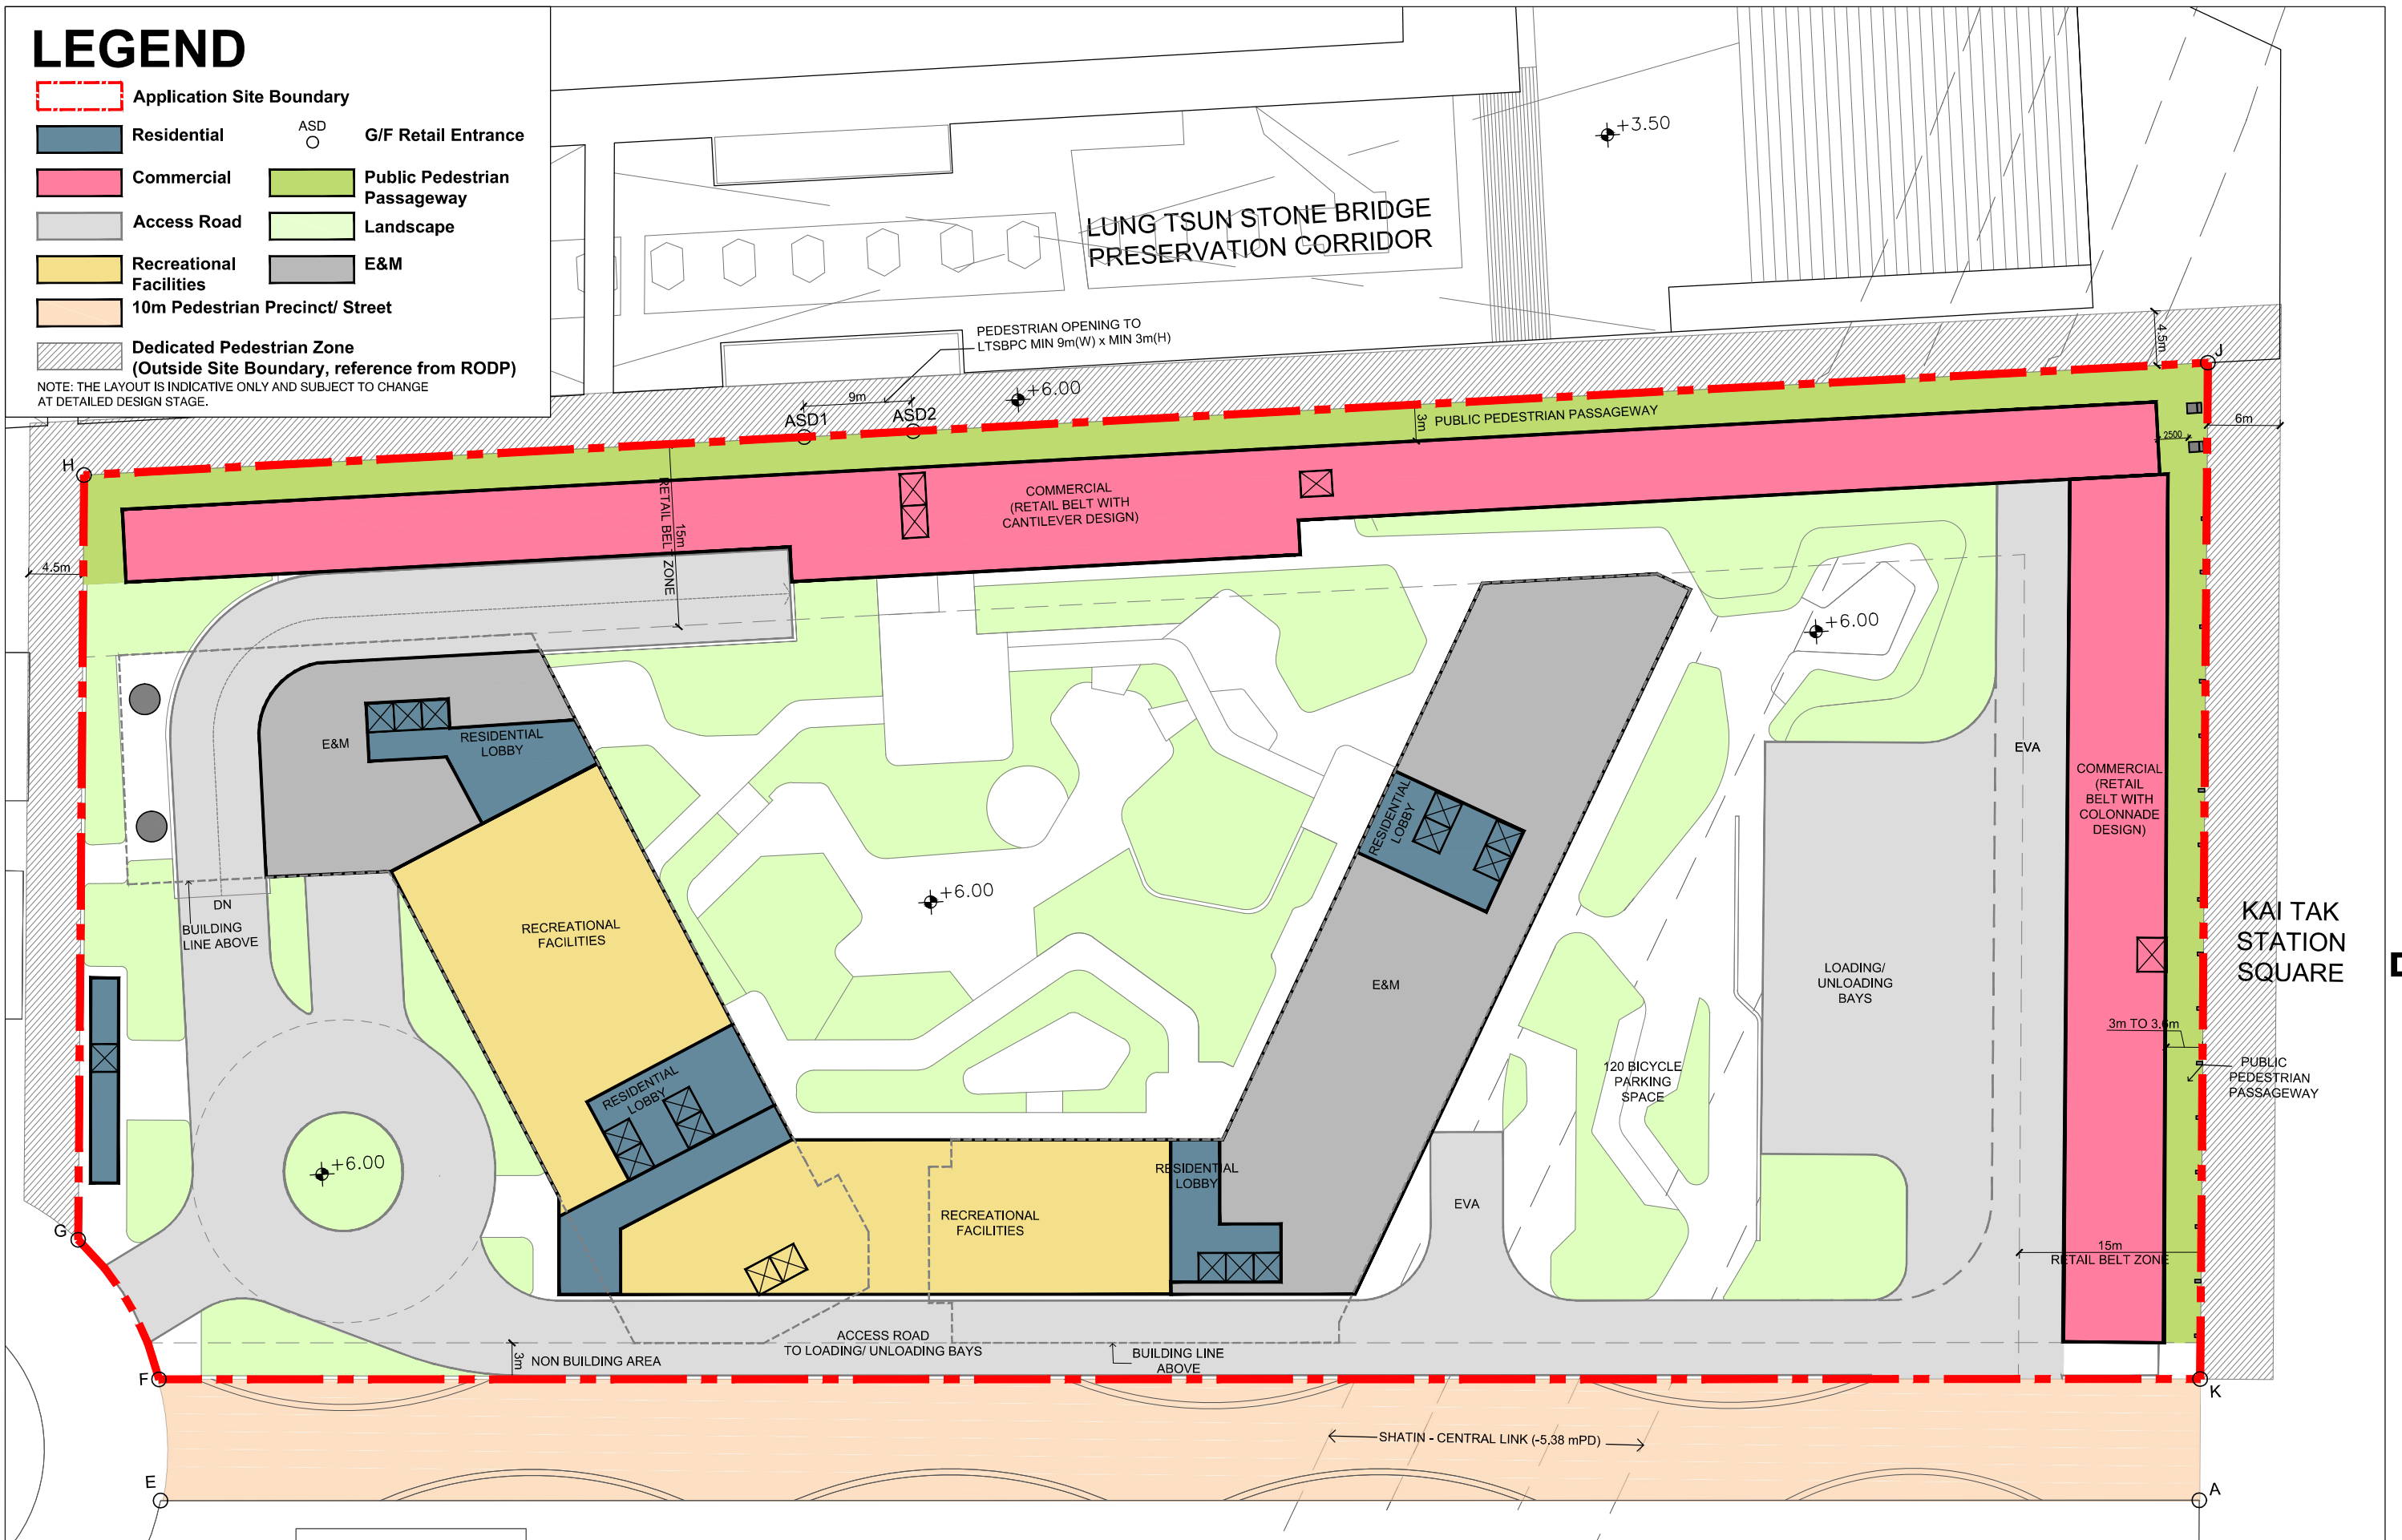 LEGEND
Application Site Boundary
Residential
ASD
G/F Retail Entrance
Commercial
Public Pedestrian
Passageway
Access Road
Landscape
Recreational
Facilities
E&M
10m Pedestrian Precinct/ Street
Dedicated Pedestrian Zone
(Outside Site Boundary, reference from RODP)
NOTE: THE LAYOUT IS INDICATIVE ONLY AND SUBJECT TO CHANGE
AT DETAILED DESIGN STAGE.
+3.50
LUNG TSUN STONE BRIDGE
PRESERVATION CORRIDOR
PEDESTRIAN OPENING TO
LTSBPC MIN 9m(W) x MIN 3m(H)
4.5m
J
9m
+6.00
ASD1
ASD2
3m
PUBLIC PEDESTRIAN PASSAGEWAY
6m
2500
H
RETAIL BELT ZONE
15m
COMMERCIAL
(RETAIL BELT WITH
CANTILEVER DESIGN)
4.5m
+6.00
E&M
RESIDENTIAL
LOBBY
EVA
COMMERCIAL
(RETAIL
BELT WITH
COLONNADE
DESIGN)
RESIDENTIAL
LOBBY
+6.00
DN
BUILDING
LINE ABOVE
RECREATIONAL
FACILITIES
KAI TAK
STATION
SQUARE
D
LOADING/
UNLOADING
BAYS
E&M
3m TO 3.6m
PUBLIC
PEDESTRIAN
PASSAGEWAY
120 BICYCLE
PARKING
SPACE
RESIDENTIAL
LOBBY
+6.00
RESIDENTIAL
LOBBY
EVA
RECREATIONAL
FACILITIES
G
15m
RETAIL BELT ZONE
ACCESS ROAD
TO LOADING/ UNLOADING BAYS
3m
NON BUILDING AREA
BUILDING LINE
ABOVE
F
K
SHATIN - CENTRAL LINK (-5.38 mPD)
E
A